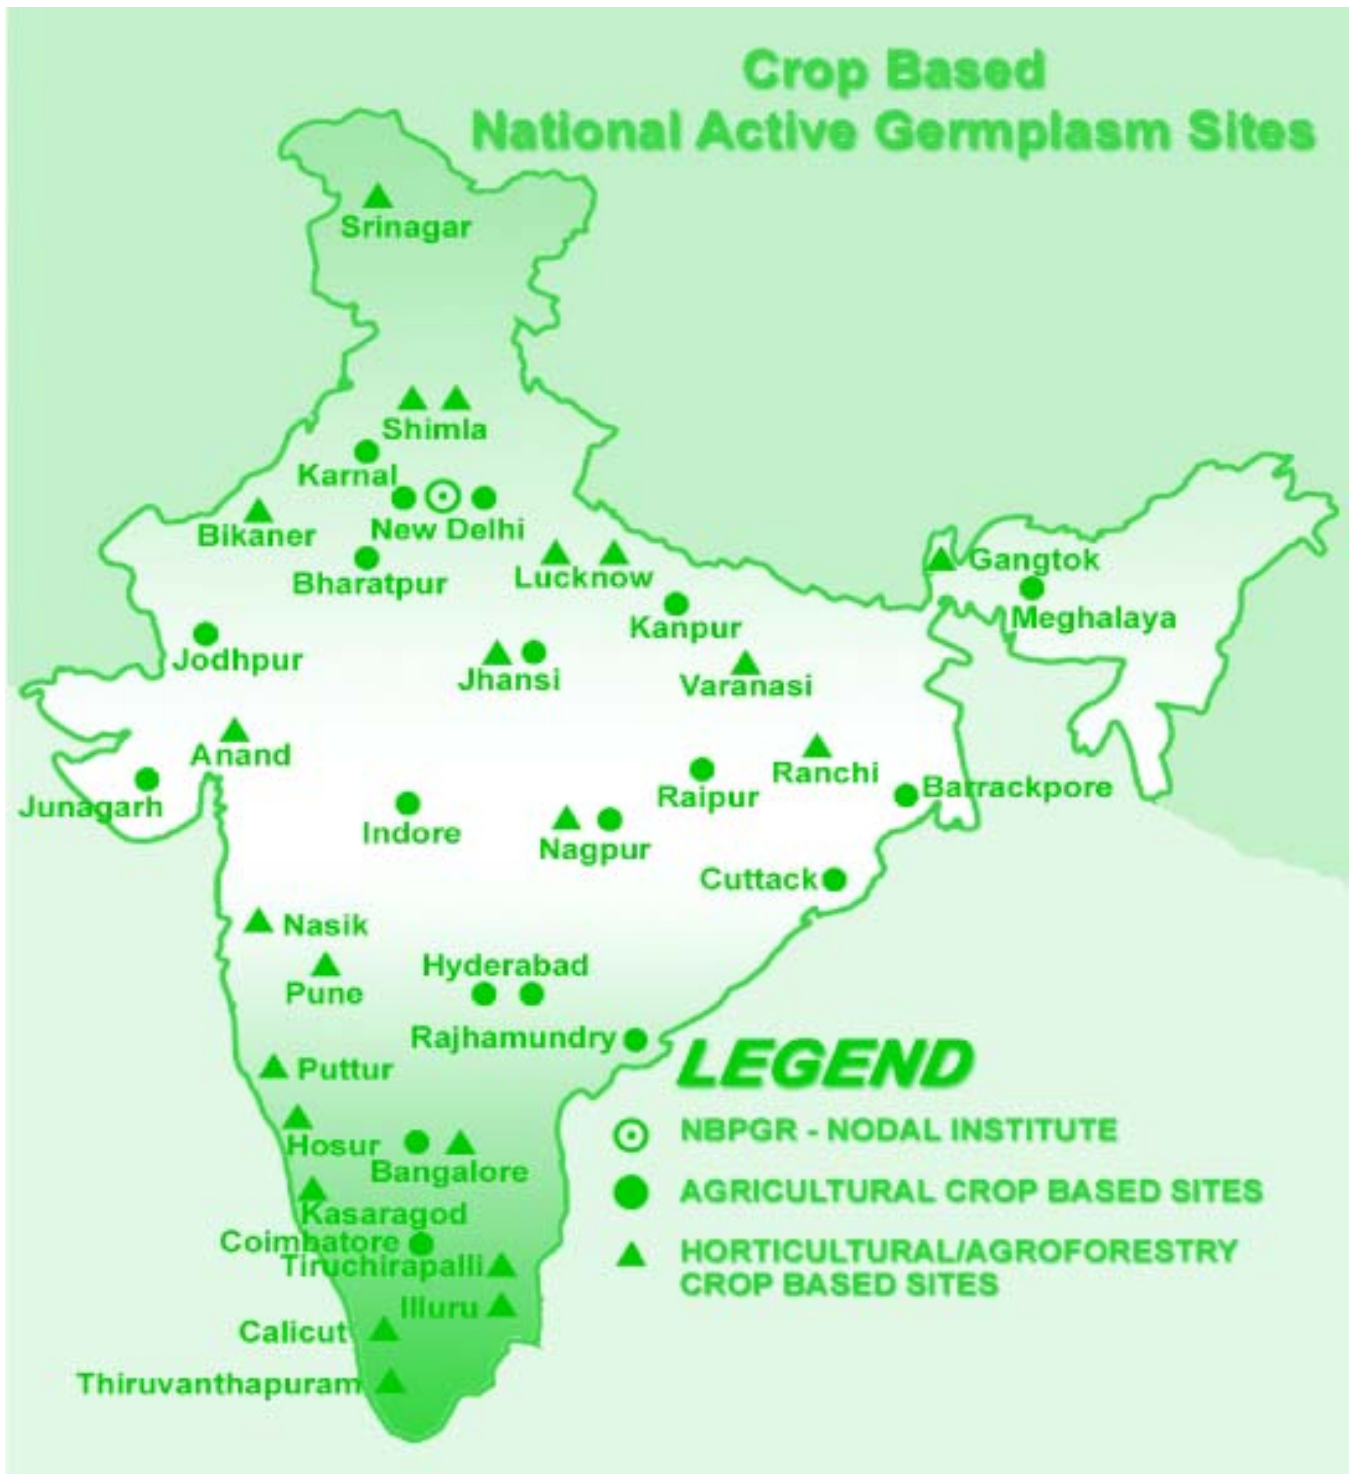 Crop Based
National Active Germplasm Sites
Srinagar
Shimla
Karnal
New Delhi
Bikaner
Bharatpur
Lucknow
Gangtok
Meghalaya
Kanpur
Jodhpur
Jhansi
Varanasi
Anand
Ranchi
Junagarh
Raipur
Barrackpore
Indore
Nagpur
Cuttack
Nasik
Hyderabad
Pune
Rajhamundry
Puttur
Hosur
Bangalore
Kasaragod
Coimbatore
Tiruchirapalli
Illuru
Calicut
Thiruvanthapuram
LEGEND
NBPGR - NODAL INSTITUTE
AGRICULTURAL CROP BASED SITES
HORTICULTURAL/AGROFORESTRY
CROP BASED SITES